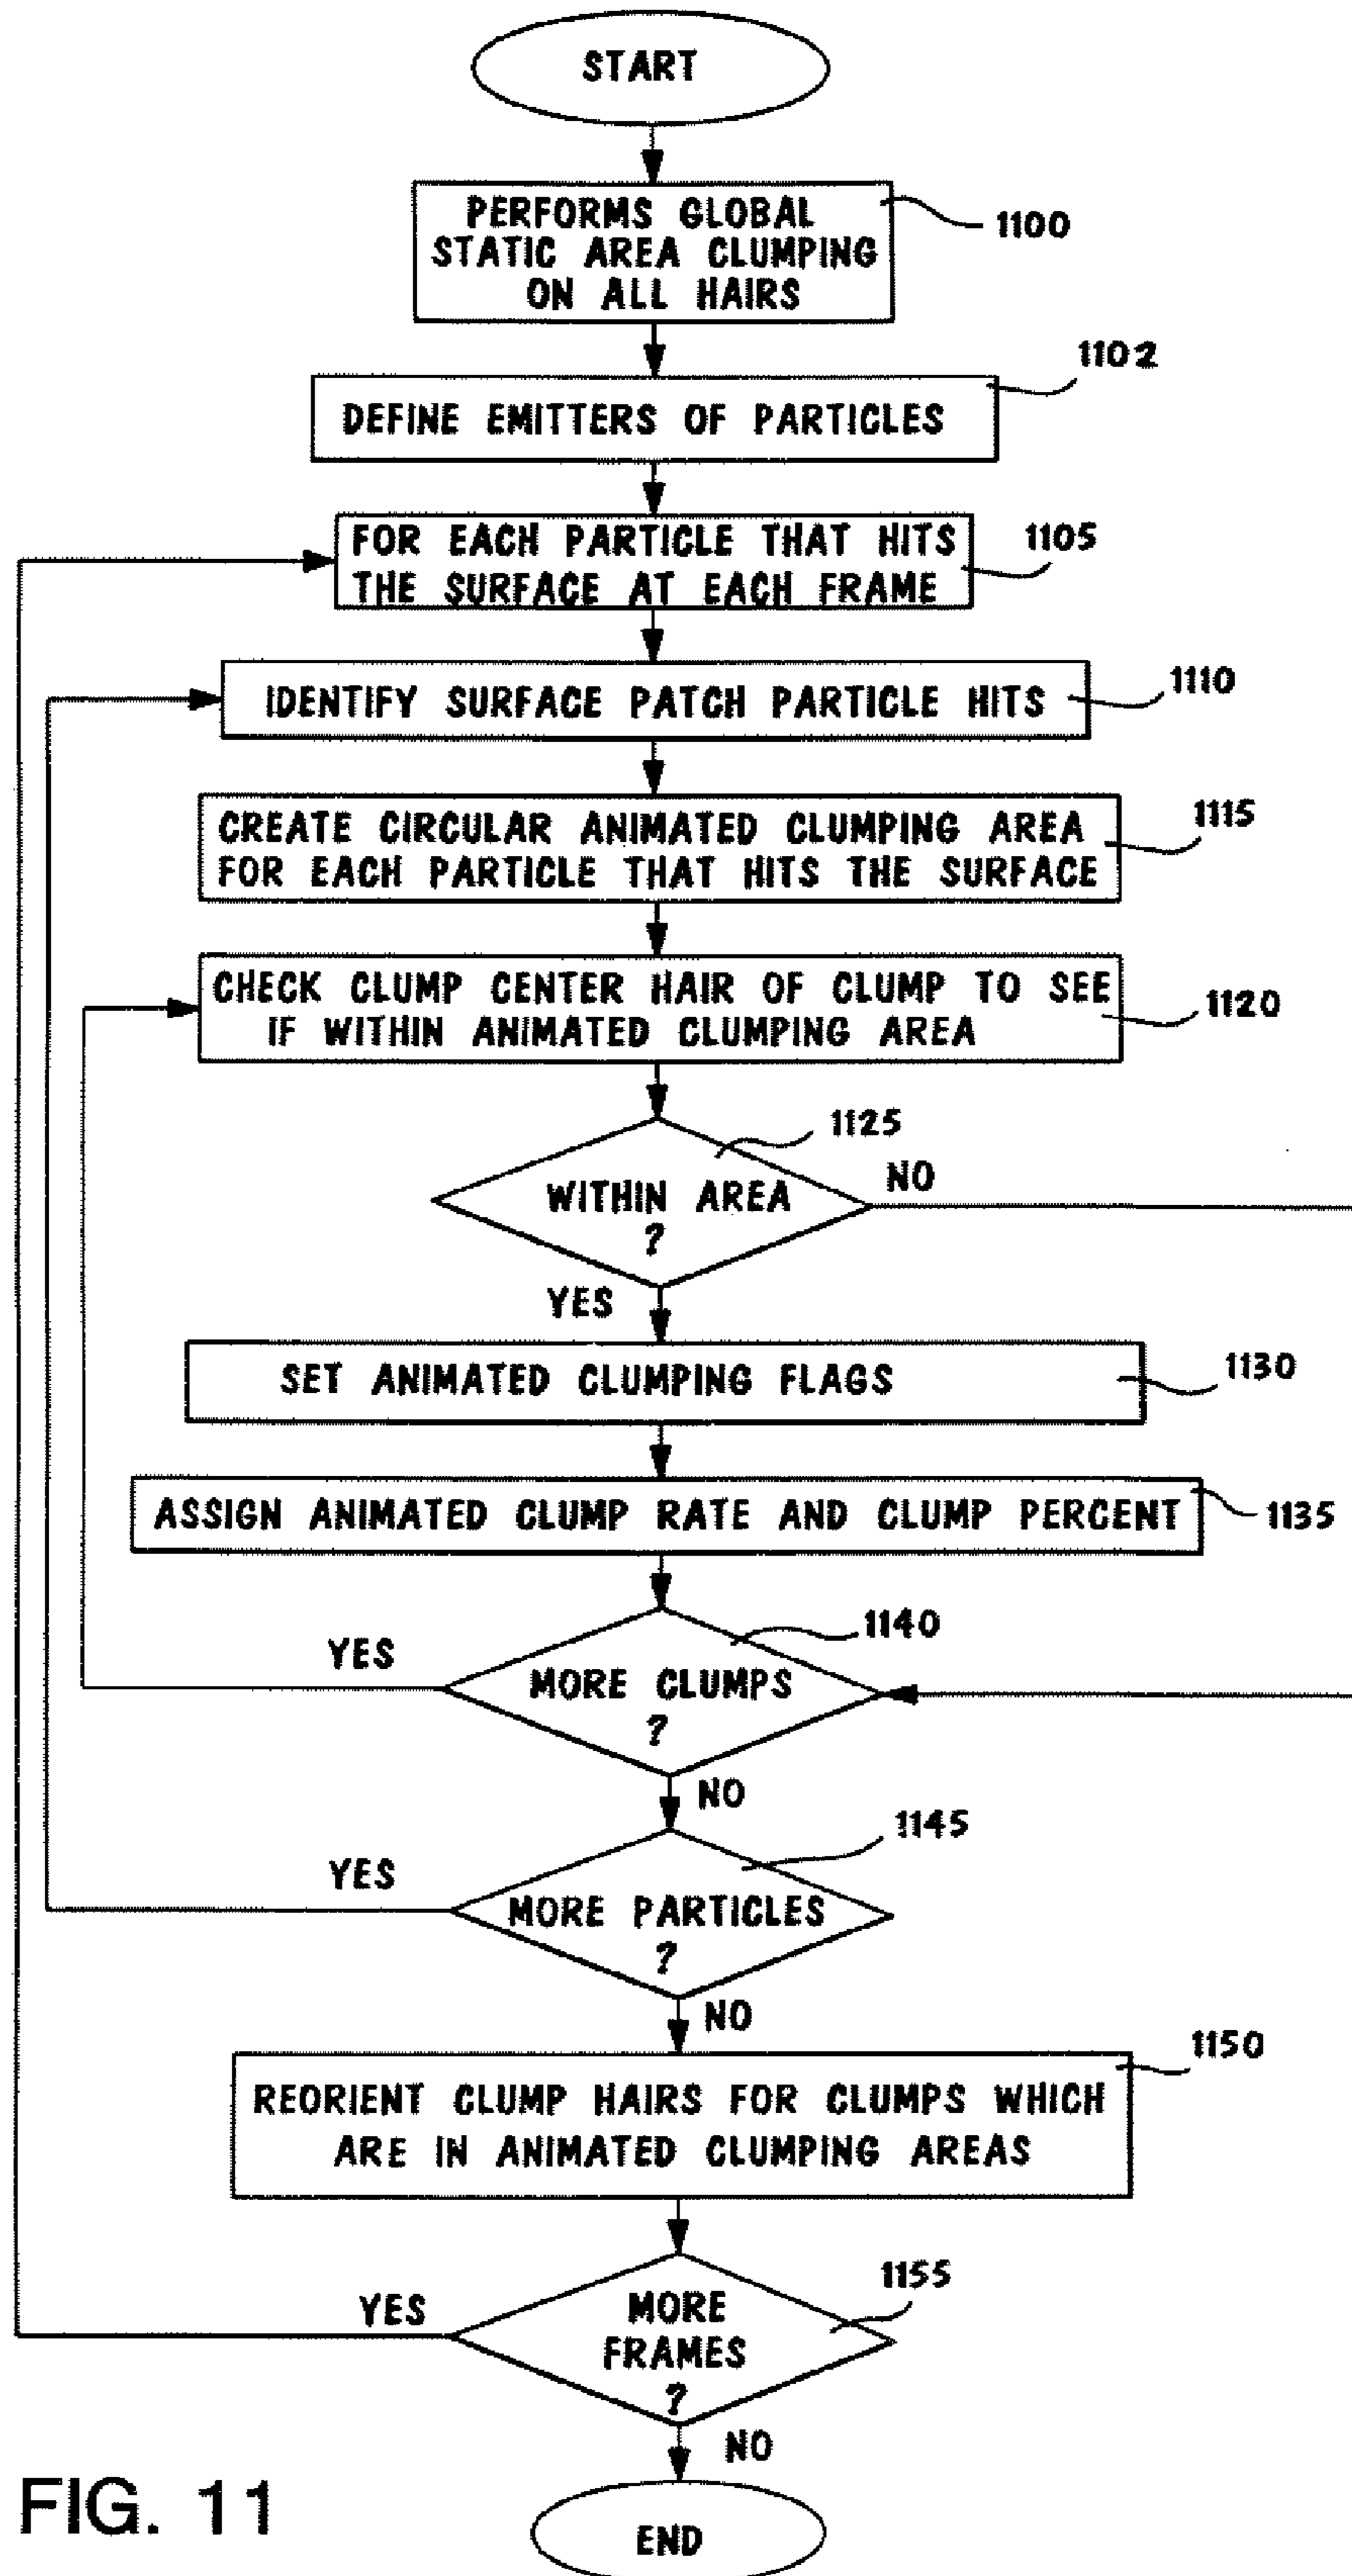 START
PERFORMS GLOBAL
STATIC AREA CLUMPING
ON ALL HAIRS
1100
1102
DEFINE EMITTERS OF PARTICLES
FOR EACH PARTICLE THAT HITS
THE SURFACE AT EACH FRAME
1105
IDENTIFY SURFACE PATCH PARTICLE HITS
1110
CREATE CIRCULAR ANIMATED CLUMPING AREA
FOR EACH PARTICLE THAT HITS THE SURFACE
1115
CHECK CLUMP CENTER HAIR OF CLUMP TO SEE
IF WITHIN ANIMATED CLUMPING AREA
1120
1125
WITHIN AREA
?
NO
YES
SET ANIMATED CLUMPING FLAGS
1130
ASSIGN ANIMATED CLUMP RATE AND CLUMP PERCENT
1135
1140
YES
MORE CLUMPS
?
NO
1145
YES
MORE PARTICLES
?
NO
1150
REORIENT CLUMP HAIRS FOR CLUMPS WHICH
ARE IN ANIMATED CLUMPING AREAS
1155
YES
MORE
FRAMES
?
NO
FIG. 11
END